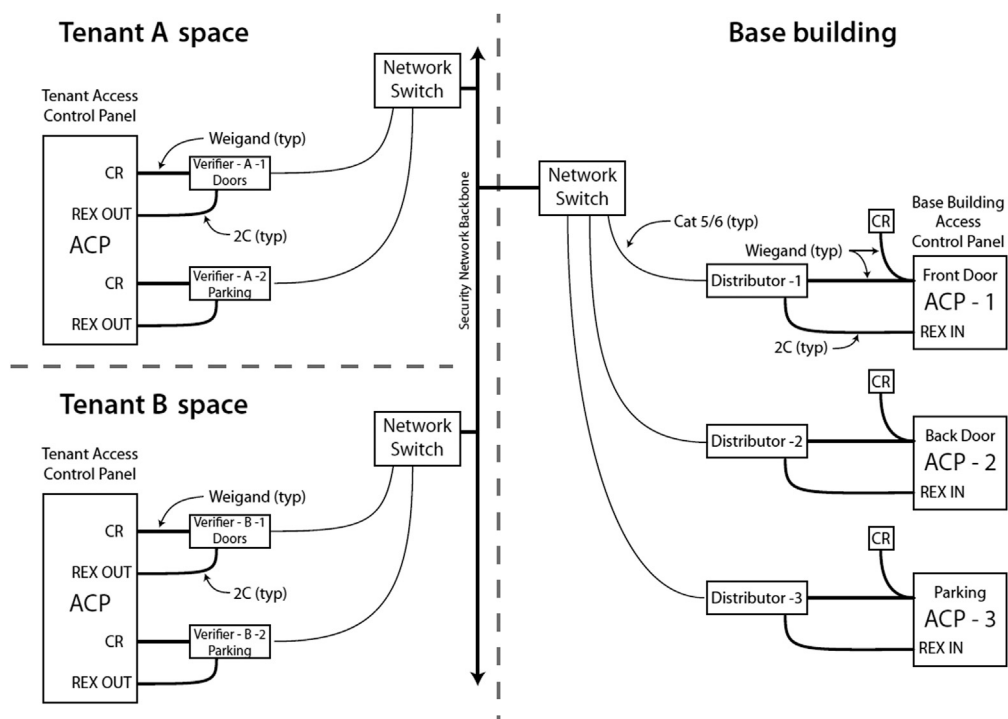 Tenant A space
Tenant Access
Control Panel
CR
REX OUT
ACP
CR
REX OUT
Weigand (typ)
Verifier - A -1
Doors
2C (typ)
Verifier - A -2
Parking
Network
Switch
Tenant B space
Tenant Access
Control Panel
CR
REX OUT
ACP
CR
REX OUT
Weigand (typ)
Verifier - B -1
Doors
2C (typ)
Verifier - B -2
Parking
Network
Switch
Security Network Backbone
Base building
Network
Switch
Cat 5/6 (typ)
Wiegand (typ)
Distributor -1
2C (typ)
CR
Base Building
Access
Control Panel
Front Door
ACP - 1
REX IN
Distributor -2
CR
Back Door
ACP - 2
REX IN
Distributor -3
CR
Parking
ACP - 3
REX IN